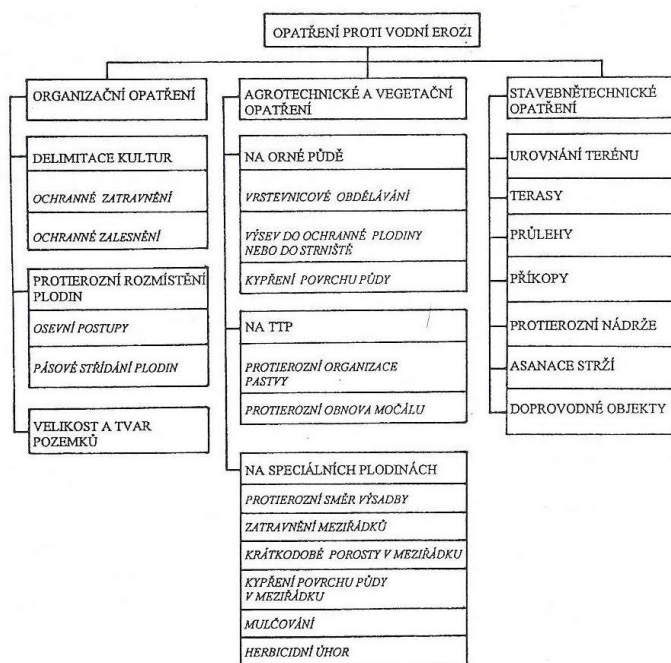 OPATŘENÍ PROTI VODNÍ EROZI
ORGANIZAČNÍ OPATŘENÍ
DELIMITACE KULTUR
OCHRANNÉ ZATRAVNĚNÍ
OCHRANNÉ ZALESNĚNÍ
PROTIEROZNÍ ROZMÍSTĚNÍ
PLODIN
OSEVNÍ POSTUPY
PÁSOVÉ STŘÍDÁNÍ PLODIN
VELIKOST A TVAR
POZEMKŮ
AGROTECHNICKÉ A VEGETAČNÍ
OPATŘENÍ
NA ORNÉ PŮDĚ
VRSTEVNICOVÉ OBDĚLÁVÁNÍ
VÝSEV DO OCHRANNÉ PLODINY
NEBO DO STRNIŠTĚ
KYPŘENÍ POVRCHU PŮDY
NA TTP
PROTIEROZNÍ ORGANIZACE
PASTVY
PROTIEROZNÍ OBNOVA MOČÁLU
NA SPECIÁLNÍCH PLODINÁCH
PROTIEROZNÍ SMĚR VÝSADBY
ZATRAVNĚNÍ MEZIŘÁDKŮ
KRÁTKODOBÉ POROSTY V MEZIŘÁDKU
KYPŘENÍ POVRCHU PŮDY
V MEZIŘÁDKU
MULČOVÁNÍ
HERBICIDNÍ ÚHOR
STAVEBNĚTECHNICKÉ
OPATŘENÍ
UROVNÁNÍ TERÉNU
TERASY
PRŮLEHY
PŘÍKOPY
PROTIEROZNÍ NÁDRŽE
ASANACE STRŽÍ
DOPROVODNÉ OBJEKTY